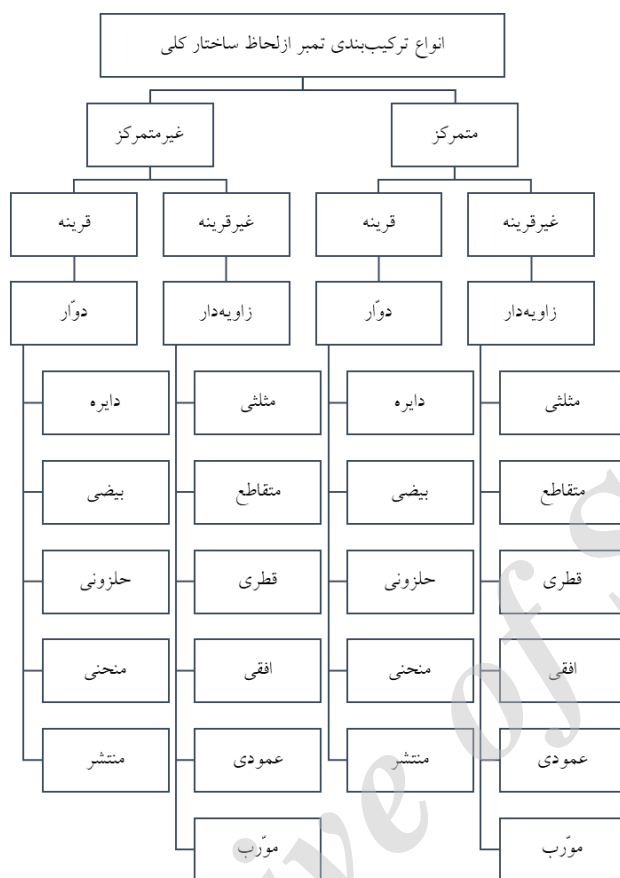 انواع ترکیب‌بندی تمبر ازلحاظ ساختار کلی
متمرکز
غیرمتمرکز
غیرقرینه
قرینه
غیرقرینه
قرینه
زاویه‌دار
دوّار
زاویه‌دار
دوّار
مثلثی
دایره
مثلثی
دایره
متقاطع
بیضی
متقاطع
بیضی
قطری
حلزونی
قطری
حلزونی
افقی
منحنی
افقی
منحنی
عمودی
منتشر
عمودی
منتشر
مورّب
مورّب
ive of S